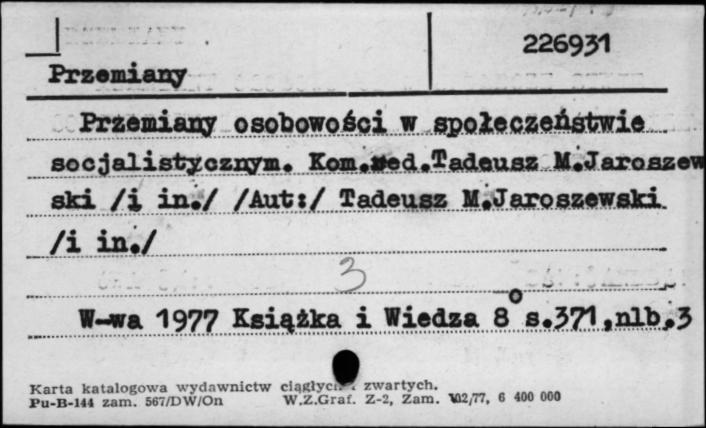 226931
Przemiany
Przemiany osobowości w społeczeństwie
socjalistycznym. Kom.red.Tadeusz M.Jaroszew
ski /i in./ /Aut:/ Tadeusz M.Jaroszewski
/i in./
3
W-wa 1977 Książka i Wiedza 8° s.371,nlb.3
Karta katalogowa wydawnictw ciągłych i zwartych.
Pu-B-144 zam. 567/DW/On W.Z.Graf. Z-2, Zam. 102/77, 6 400 000